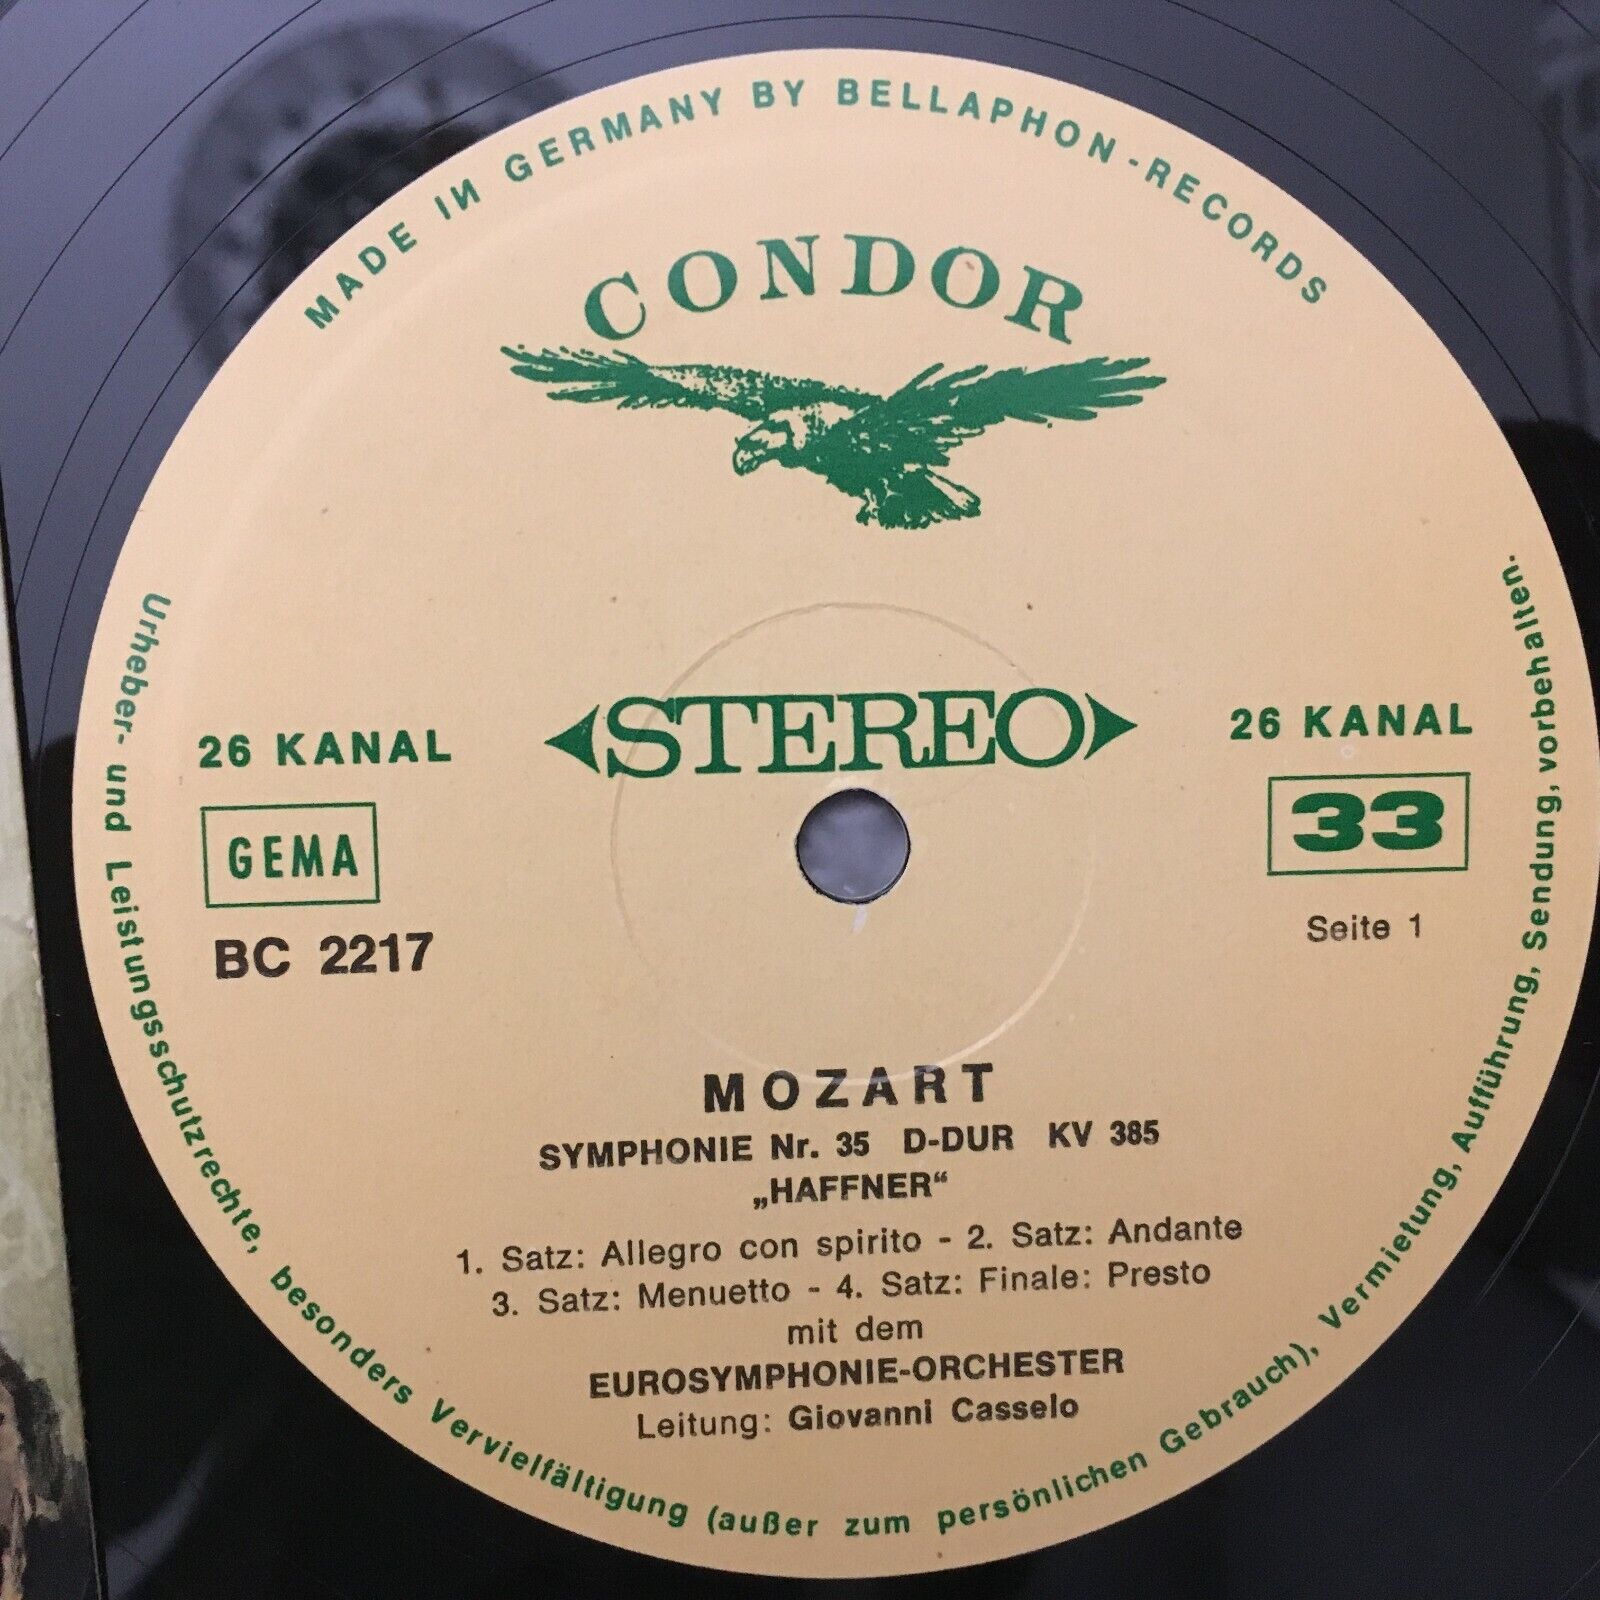 MADE IN GERMANY BY BELLAPHON-RECORDS
CONDOR
STEREO
26 KANAL
26 KANAL
GEMA
33
BC 2217
Seite 1
MOZART
SYMPHONIE Nr. 35 D-DUR KV 385
„HAFFNER“
1. Satz: Allegro con spirito - 2. Satz: Andante
3. Satz: Menuetto - 4. Satz: Finale: Presto
mit dem
EUROSYMPHONIE-ORCHESTER
Leitung: Giovanni Casselo
Urheber- und Leistungsschutzrechte, besonders Vervielfältigung (außer zum persönlichen Gebrauch), Vermietung, Aufführung, Sendung, vorbehalten.